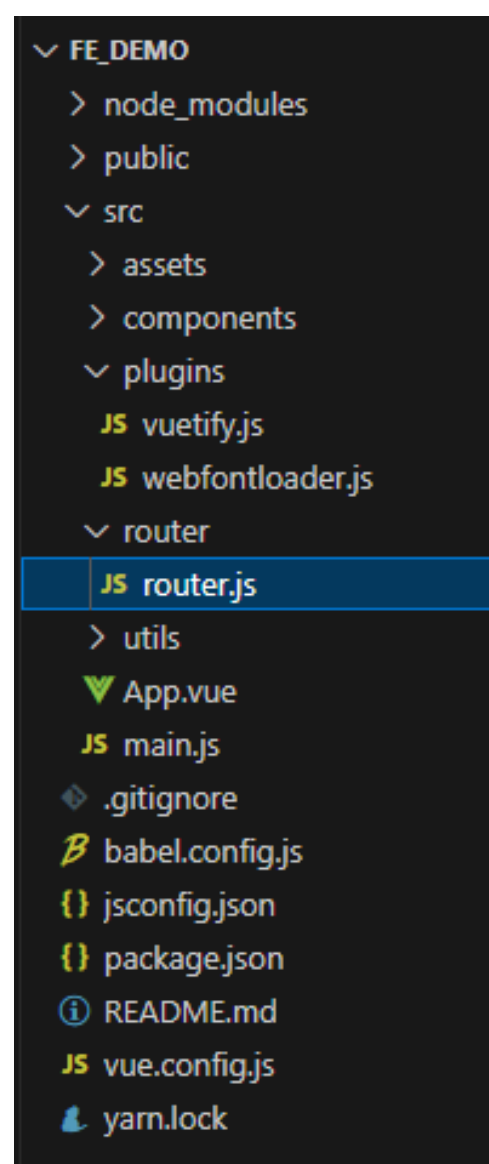 FE_DEMO
node_modules
public
src
assets
components
plugins
JS vuetify.js
JS webfontloader.js
router
JS router.js
utils
App.vue
JS main.js
.gitignore
B babel.config.js
{} jsconfig.json
{} package.json
README.md
JS vue.config.js
yarn.lock